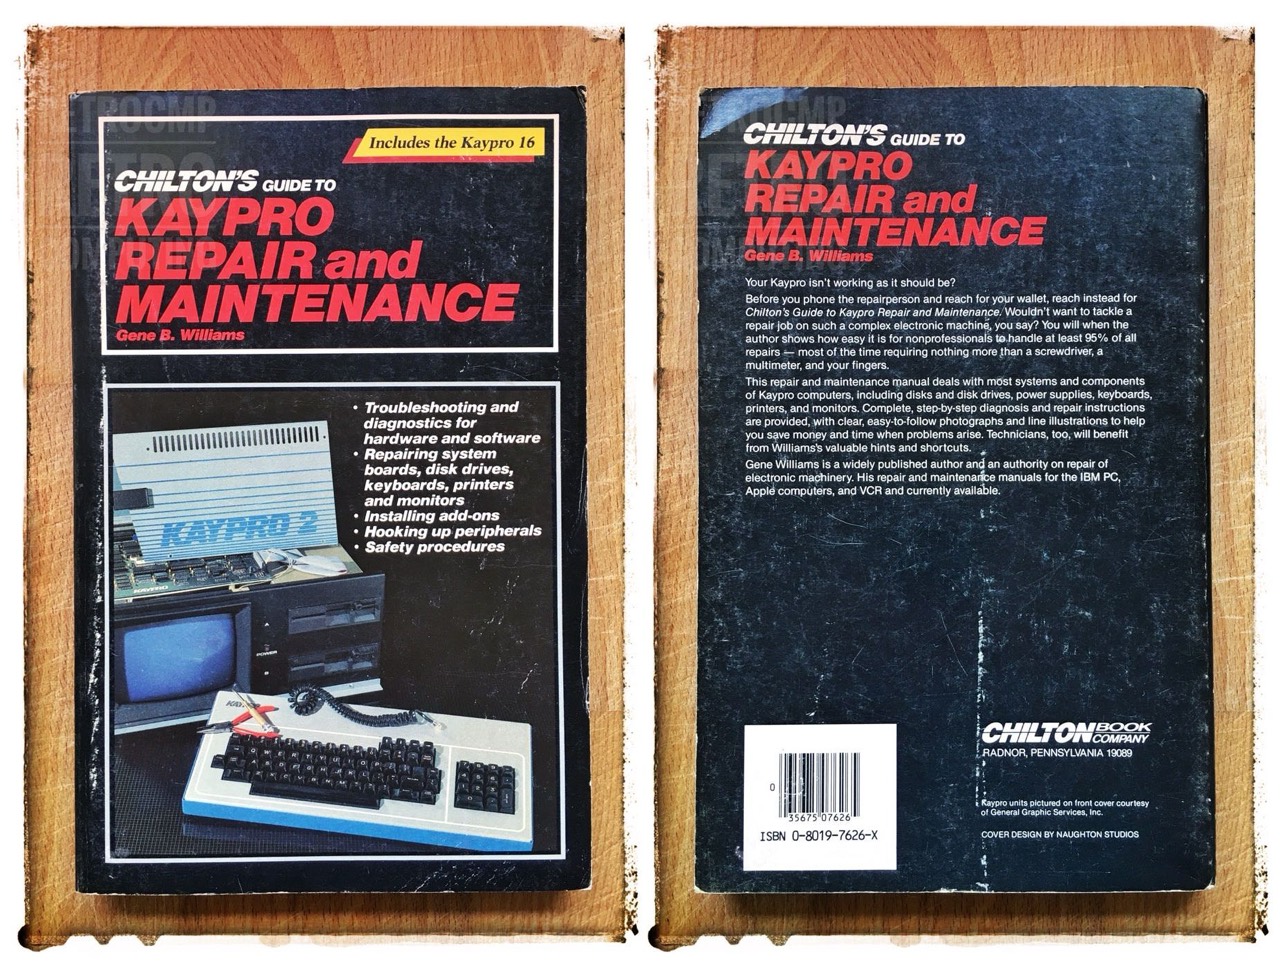 Includes the Kaypro 16
CHILTON'S GUIDE TO
KAYPRO
REPAIR and
MAINTENANCE
Gene B. Williams
• Troubleshooting and
diagnostics for
hardware and software
• Repairing system
boards, disk drives,
keyboards, printers
and monitors
• Installing add-ons
• Hooking up peripherals
• Safety procedures
KAYPRO 2
KAYPRO
POWER
CHILTON'S GUIDE TO
KAYPRO
REPAIR and
MAINTENANCE
Gene B. Williams
Your Kaypro isn't working as it should be?
Before you phone the repairperson and reach for your wallet, reach instead for
Chilton's Guide to Kaypro Repair and Maintenance. Wouldn't want to tackle a
repair job on such a complex electronic machine, you say? You will when the
author shows how easy it is for nonprofessionals to handle at least 95% of all
repairs — most of the time requiring nothing more than a screwdriver, a
multimeter, and your fingers.
This repair and maintenance manual deals with most systems and components
of Kaypro computers, including disks and disk drives, power supplies, keyboards,
printers, and monitors. Complete, step-by-step diagnosis and repair instructions
are provided, with clear, easy-to-follow photographs and line illustrations to help
you save money and time when problems arise. Technicians, too, will benefit
from Williams's valuable hints and shortcuts.
Gene Williams is a widely published author and an authority on repair of
electronic machinery. His repair and maintenance manuals for the IBM PC,
Apple computers, and VCR and currently available.
CHILTON BOOK COMPANY
RADNOR, PENNSYLVANIA 19089
Kaypro units pictured on front cover courtesy
of General Graphic Services, Inc.
COVER DESIGN BY NAUGHTON STUDIOS
0
35675 07626
ISBN 0-8019-7626-X